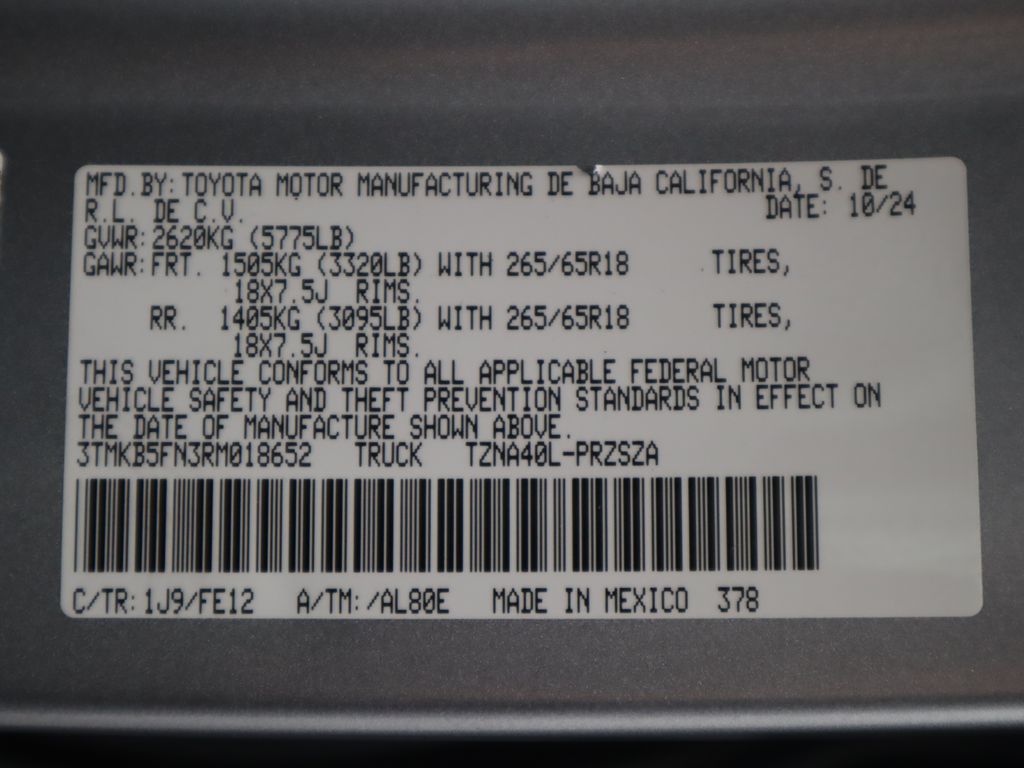 MFD.BY: TOYOTA MOTOR MANUFACTURING DE BAJA CALIFORNIA, S. DE
R.L. DE C.V. DATE: 10/24
GVWR: 2620KG (5775LB)
GAWR: FRT. 1505KG (3320LB) WITH 265/65R18 TIRES,
18X7.5J RIMS.
RR. 1405KG (3095LB) WITH 265/65R18 TIRES,
18X7.5J RIMS.
THIS VEHICLE CONFORMS TO ALL APPLICABLE FEDERAL MOTOR
VEHICLE SAFETY AND THEFT PREVENTION STANDARDS IN EFFECT ON
THE DATE OF MANUFACTURE SHOWN ABOVE.
3TMKB5FN3RM018652 TRUCK TZNA40L-PRZSZA
C/TR: 1J9/FE12 A/TM: /AL80E MADE IN MEXICO 378